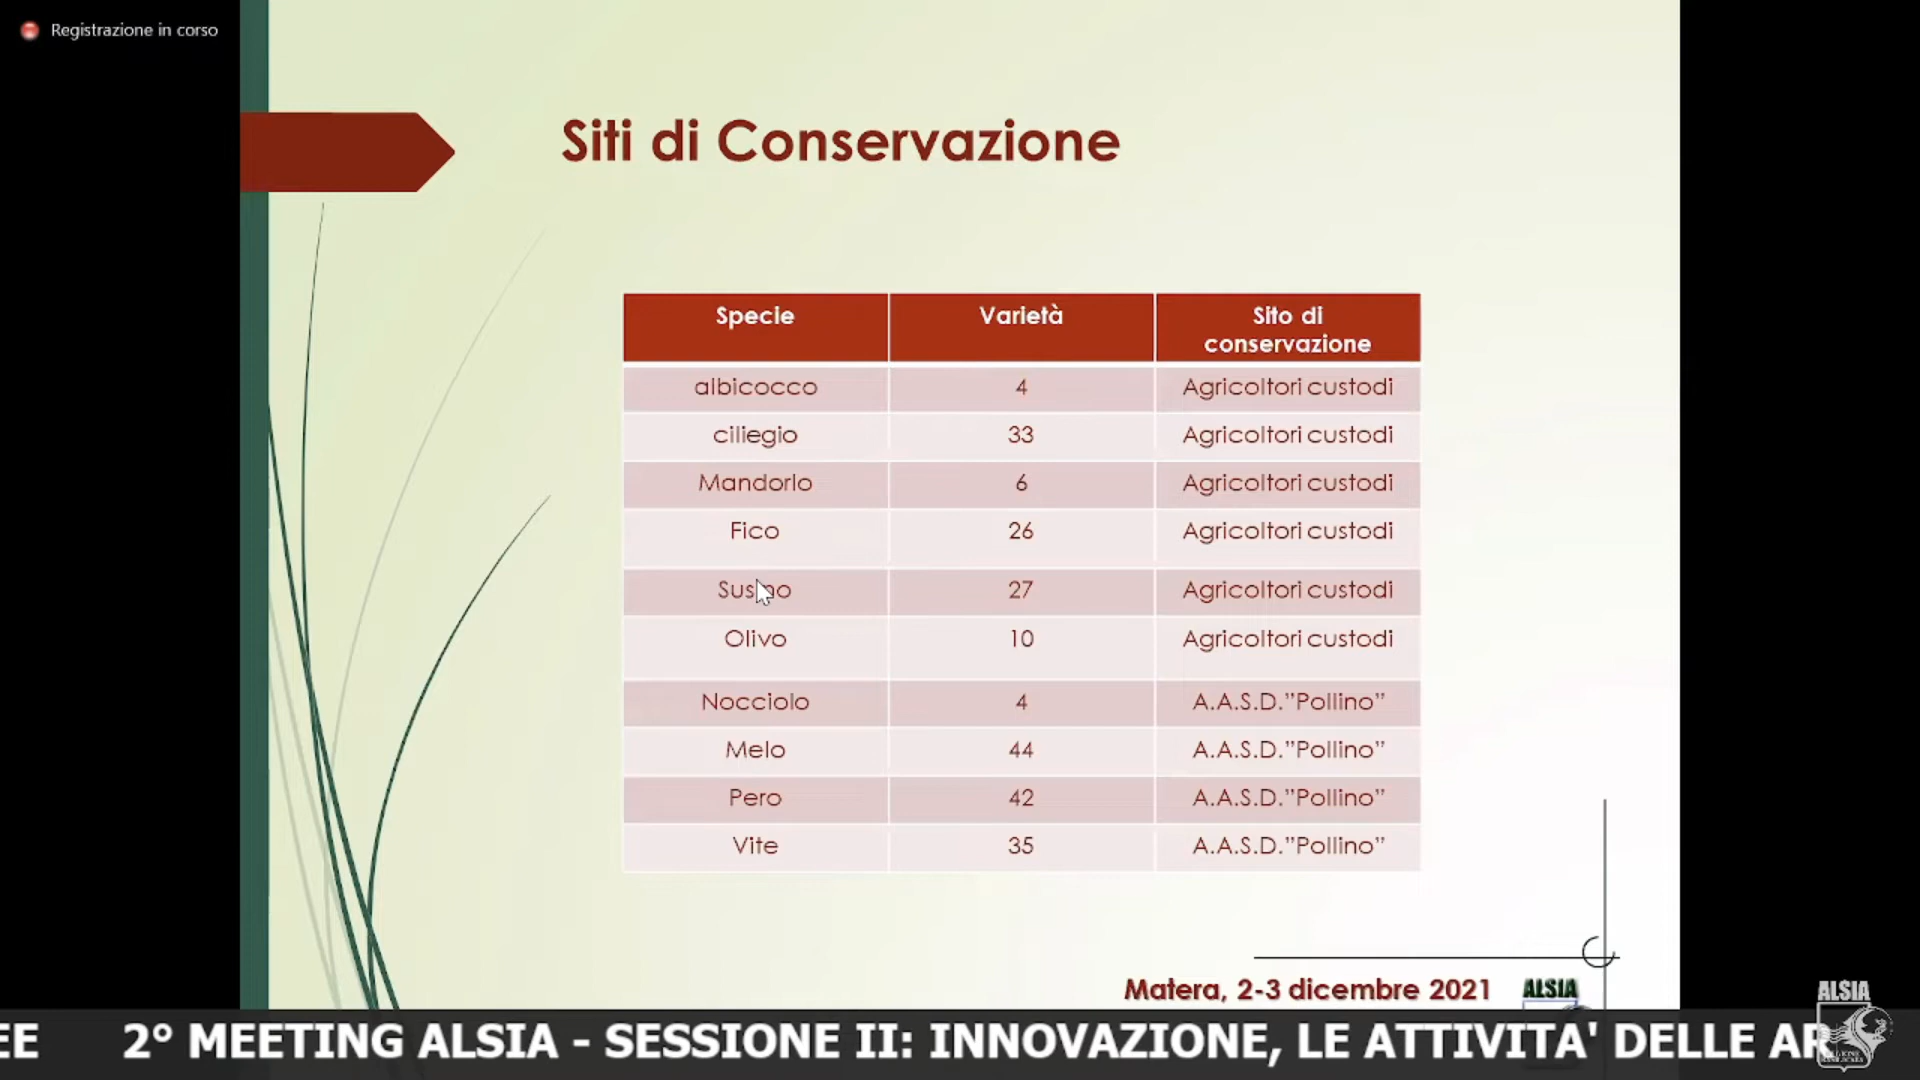 Registrazione in corso
Siti di Conservazione
Specie Varietà Sito di conservazione
albicocco 4 Agricoltori custodi
ciliegio 33 Agricoltori custodi
Mandorlo 6 Agricoltori custodi
Fico 26 Agricoltori custodi
Susino 27 Agricoltori custodi
Olivo 10 Agricoltori custodi
Nocciolo 4 A.A.S.D.”Pollino”
Melo 44 A.A.S.D.”Pollino”
Pero 42 A.A.S.D.”Pollino”
Vite 35 A.A.S.D.”Pollino”
Matera, 2-3 dicembre 2021
ALSIA
ALSIA
EE 2° MEETING ALSIA - SESSIONE II: INNOVAZIONE, LE ATTIVITA' DELLE AR